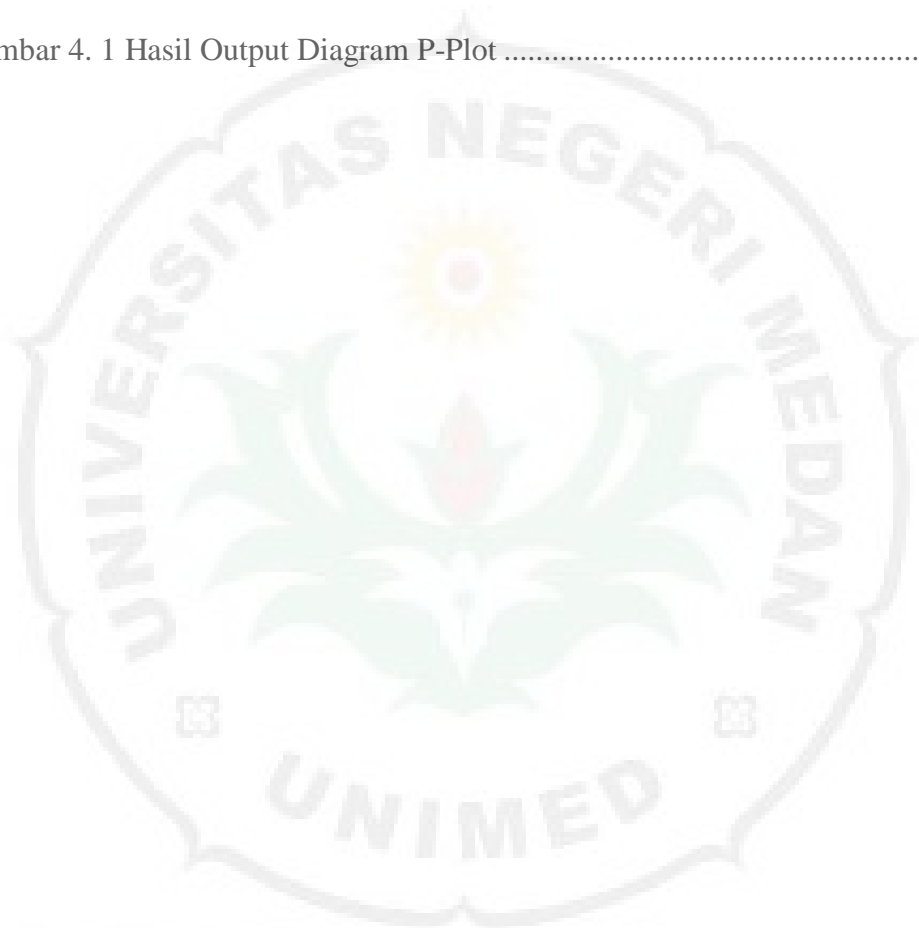 mbar 4. 1 Hasil Output Diagram P-Plot ....................................................
UNIVERSITAS NEGERI MEDAN
UNIMED